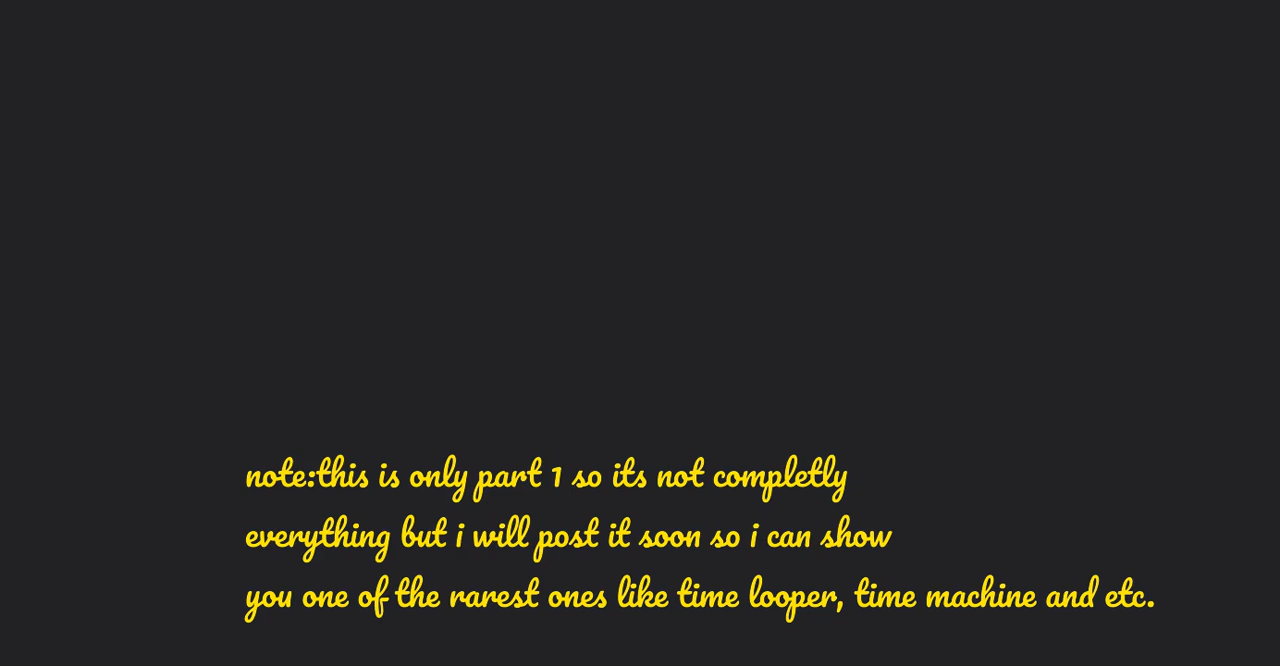 note:this is only part 1 so its not completly
everything but i will post it soon so i can show
you one of the rarest ones like time looper, time machine and etc.